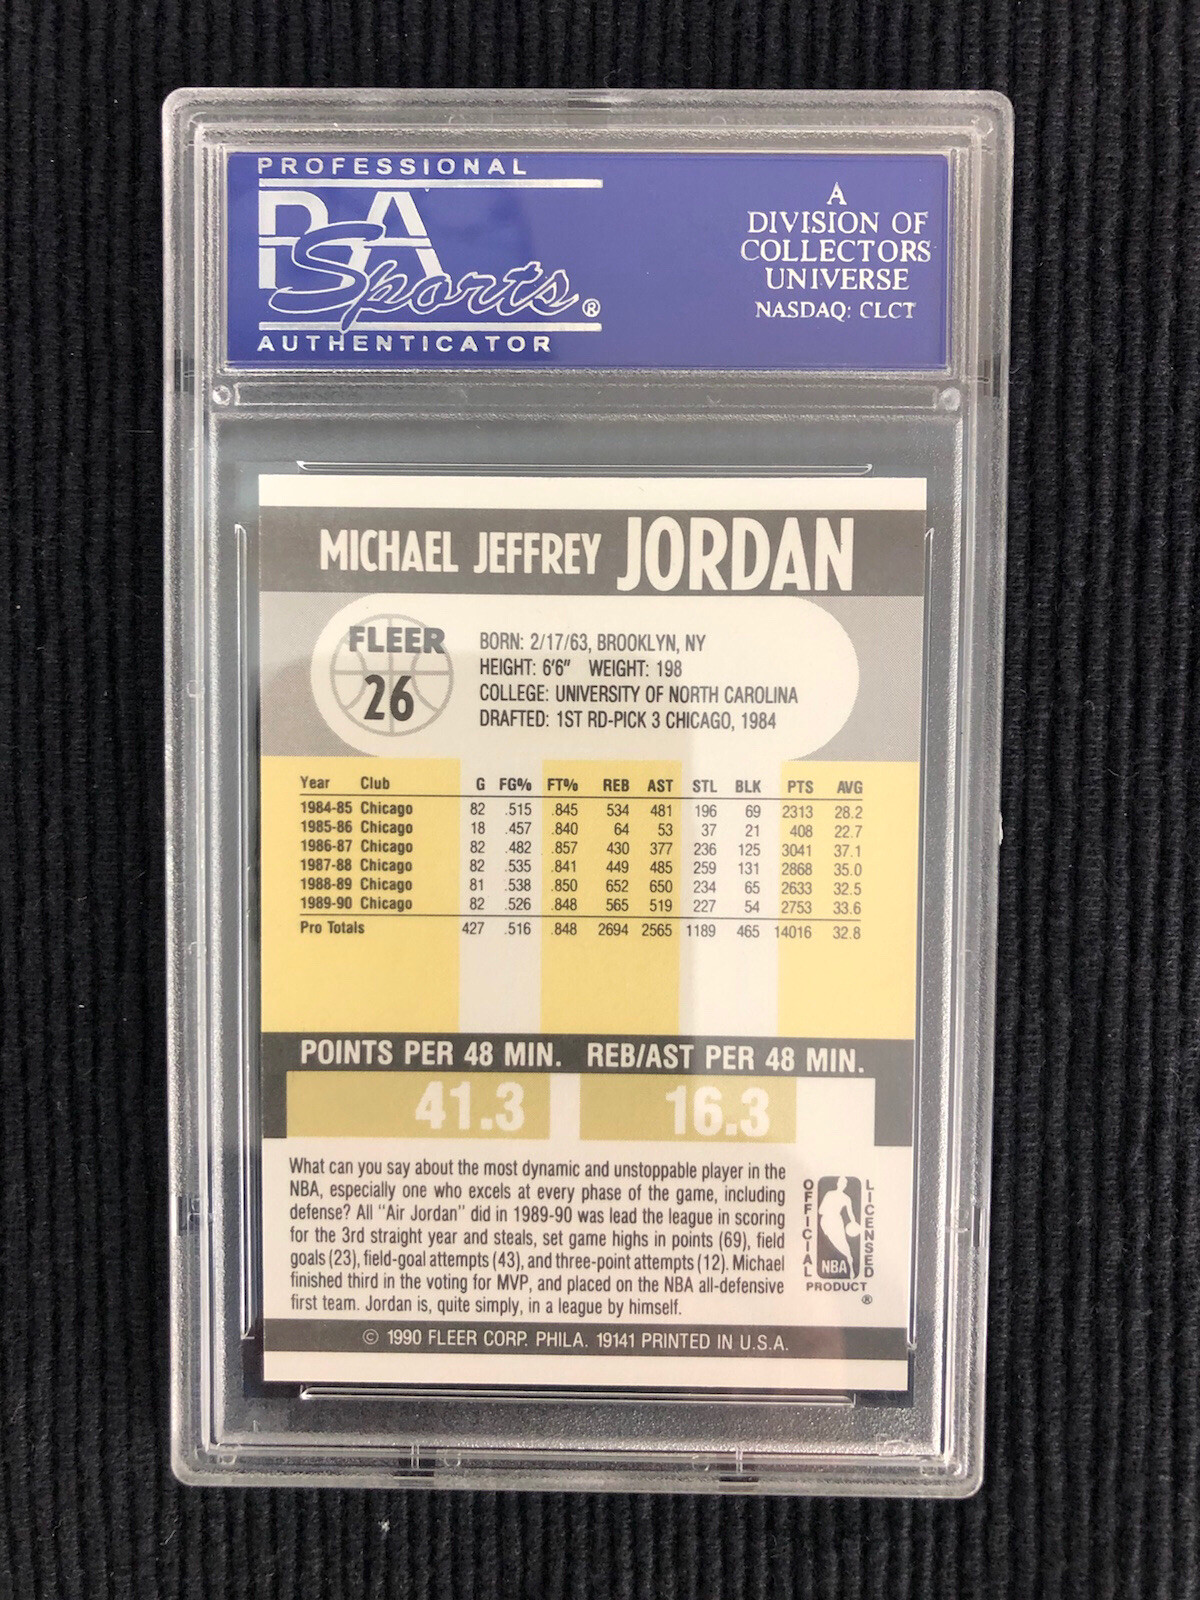 PROFESSIONAL
PSA
Sports®
AUTHENTICATOR
A
DIVISION OF
COLLECTORS
UNIVERSE
NASDAQ: CLCT
MICHAEL JEFFREY JORDAN
FLEER
26
BORN: 2/17/63, BROOKLYN, NY
HEIGHT: 6'6" WEIGHT: 198
COLLEGE: UNIVERSITY OF NORTH CAROLINA
DRAFTED: 1ST RD-PICK 3 CHICAGO, 1984
Year Club G FG% FT% REB AST STL BLK PTS AVG
1984-85 Chicago 82 .515 .845 534 481 196 69 2313 28.2
1985-86 Chicago 18 .457 .840 64 53 37 21 408 22.7
1986-87 Chicago 82 .482 .857 430 377 236 125 3041 37.1
1987-88 Chicago 82 .535 .841 449 485 259 131 2868 35.0
1988-89 Chicago 81 .538 .850 652 650 234 65 2633 32.5
1989-90 Chicago 82 .526 .848 565 519 227 54 2753 33.6
Pro Totals 427 .516 .848 2694 2565 1189 465 14016 32.8
POINTS PER 48 MIN. REB/AST PER 48 MIN.
41.3 16.3
What can you say about the most dynamic and unstoppable player in the
NBA, especially one who excels at every phase of the game, including
defense? All "Air Jordan" did in 1989-90 was lead the league in scoring
for the 3rd straight year and steals, set game highs in points (69), field
goals (23), field-goal attempts (43), and three-point attempts (12). Michael
finished third in the voting for MVP, and placed on the NBA all-defensive
first team. Jordan is, quite simply, in a league by himself.
OFFICIAL
LICENSED
NBA
PRODUCT
®
© 1990 FLEER CORP. PHILA. 19141 PRINTED IN U.S.A.